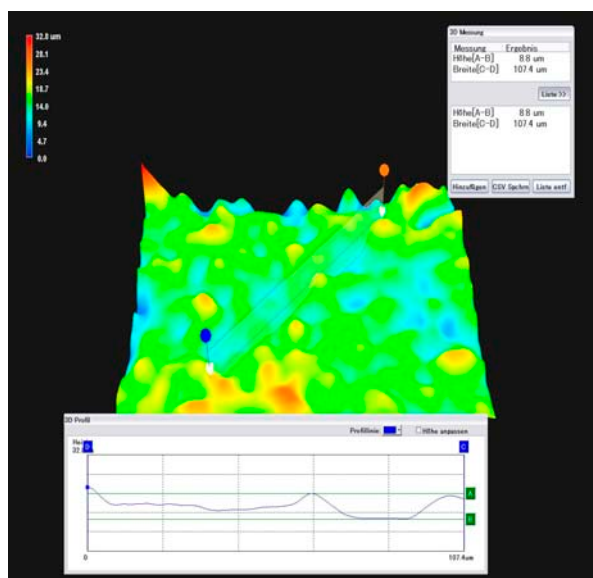 32.8 um
28.1
23.4
18.7
14.0
9.4
4.7
0.0
3D Messung
Messung Ergebnis
Höhe[A-B] 8.8 um
Breite[C-D] 107.4 um
Liste >>
Höhe[A-B] 8.8 um
Breite[C-D] 107.4 um
Hinzufügen CSV Spchrn Liste entf
3D Profil
Profillinie Höhe anpassen
D C
A
B
0 107.4um